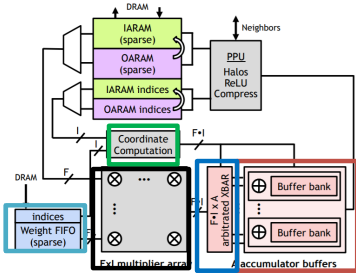 DRAM
IARAM
(sparse)
OARAM
(sparse)
IARAM indices
OARAM indices
Neighbors
PPU
Halos
ReLU
Compress
I
I
Coordinate
Computation
F•I
F
DRAM
indices
Weight FIFO
(sparse)
F
...
...
FxI multiplier array
F•I
F•I x A
arbitrated XBAR
Buffer bank
Buffer bank
A accumulator buffers